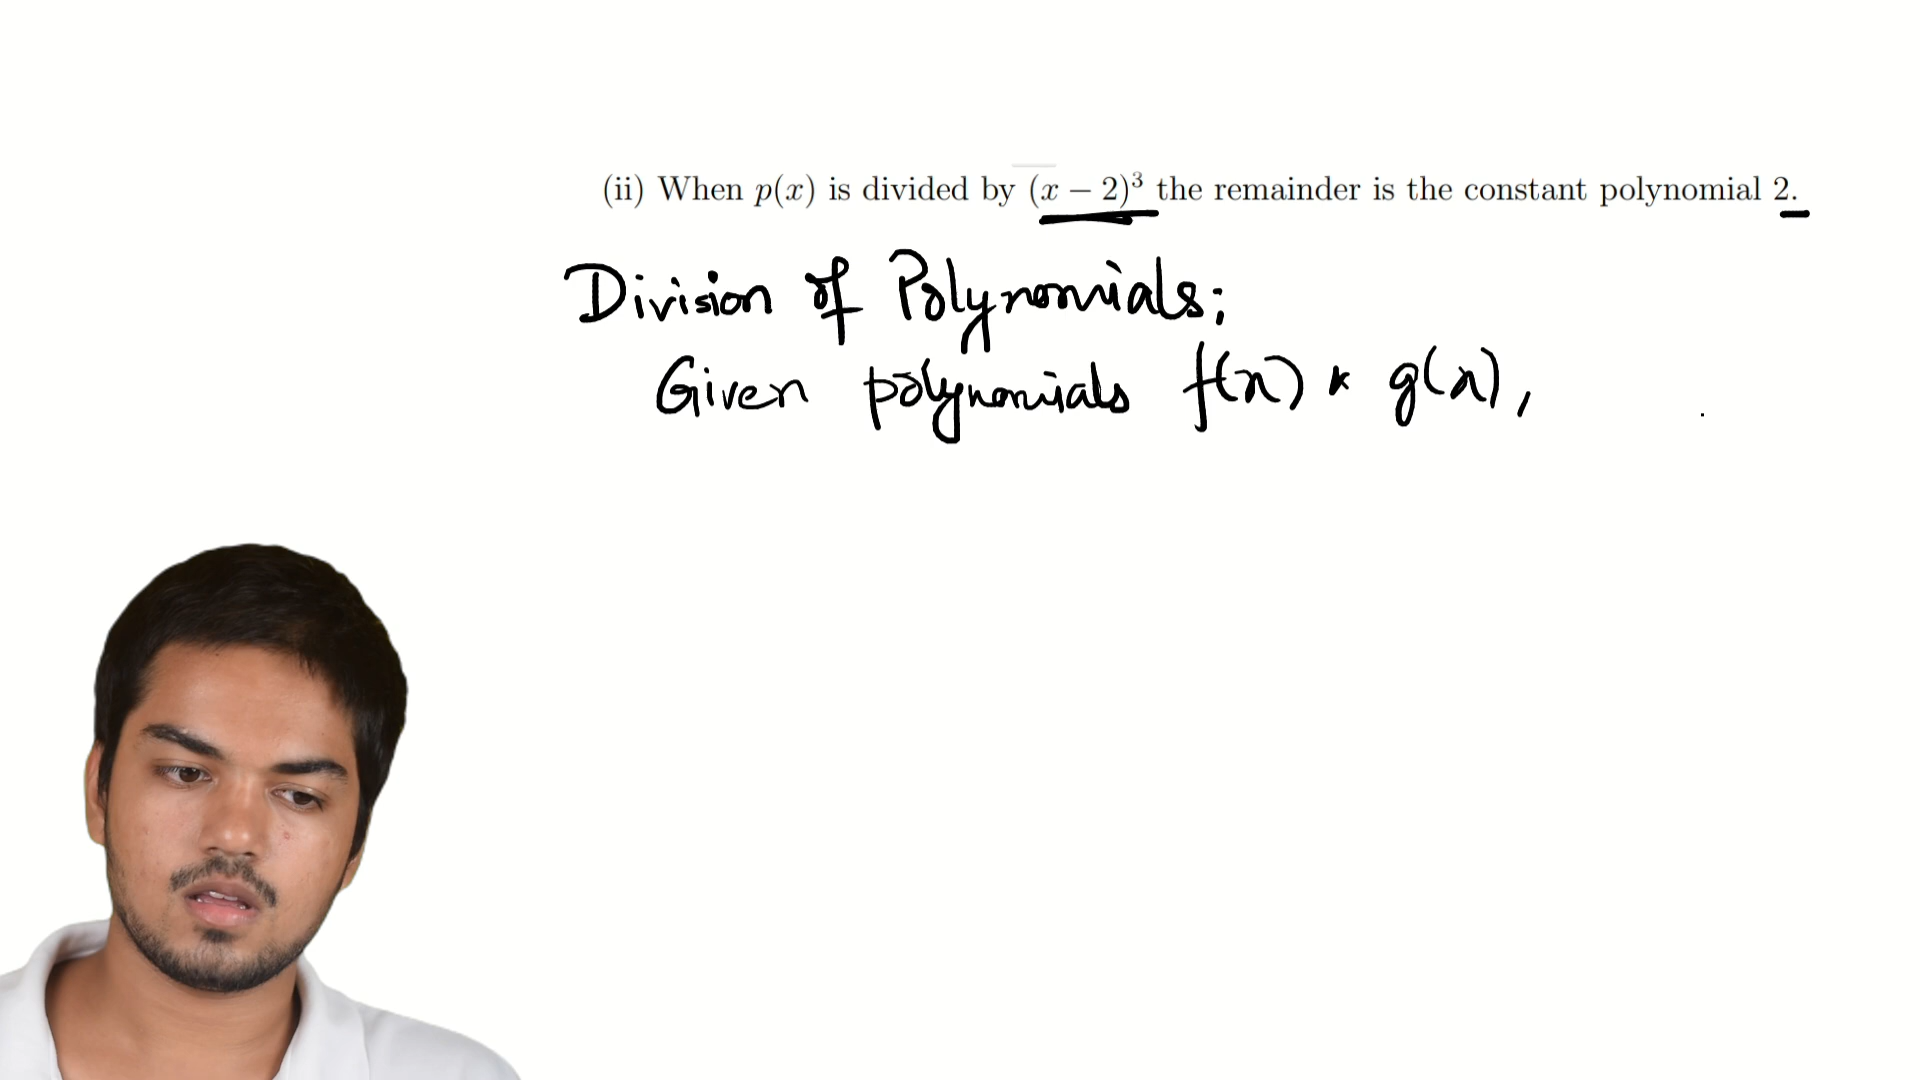 (ii) When p(x) is divided by (x − 2)³ the remainder is the constant polynomial 2.
Division of Polynomials:
Given polynomials f(x) & g(x),